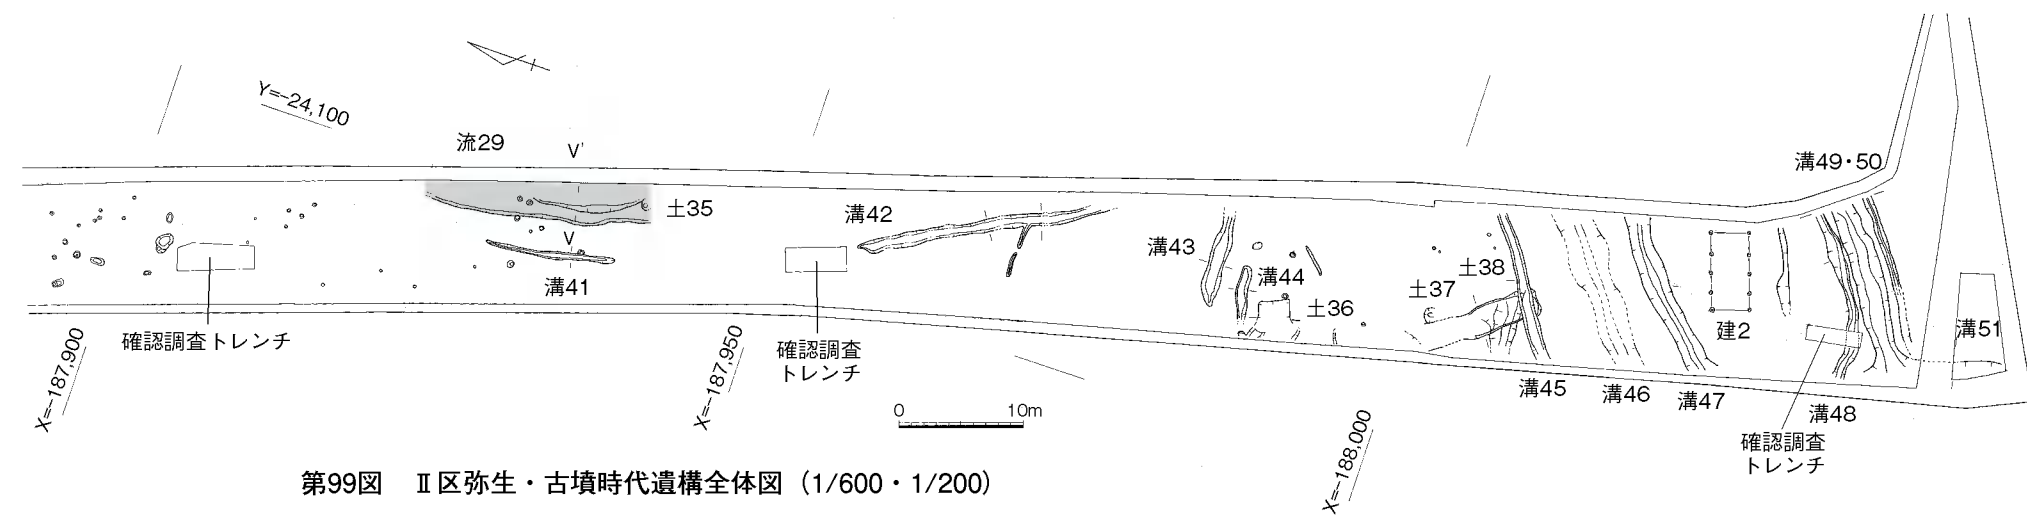 Y=-24,100
流29
V'
溝49・50
土35
溝42
V
溝43
溝44
土38
土37
溝41
土36
建2
溝51
確認調査トレンチ
確認調査
トレンチ
X=-187,900
X=-187,950
溝45
溝46
溝47
溝48
0 10m
確認調査
トレンチ
X=-188,000
第99図 Ⅱ区弥生・古墳時代遺構全体図（1/600・1/200）